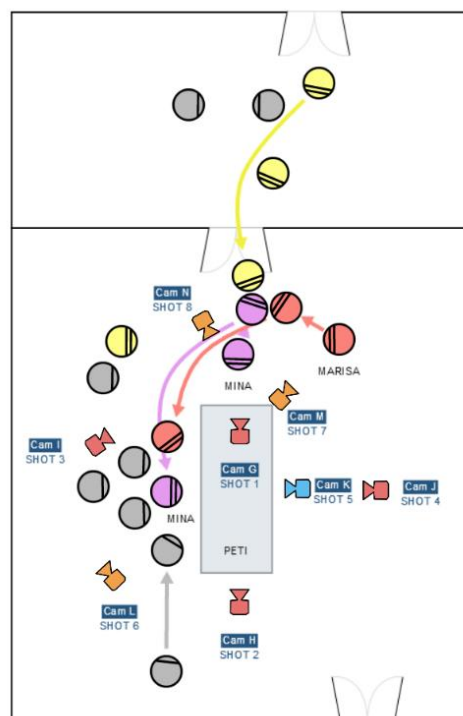 Cam N
SHOT 8
MINA
MARISA
Cam M
SHOT 7
Cam I
SHOT 3
Cam G
SHOT 1
Cam K
SHOT 5
Cam J
SHOT 4
MINA
PETI
Cam L
SHOT 6
Cam H
SHOT 2